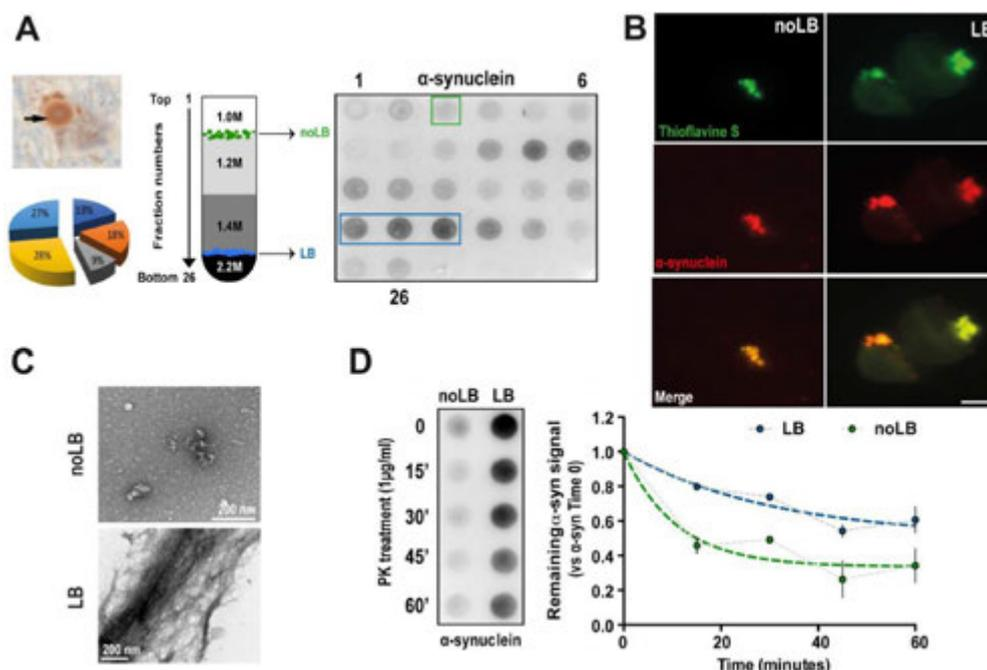 A
Top
1
Fraction numbers
Bottom 26
1.0M
1.2M
1.4M
2.2M
noLB
LB
27%
13%
18%
9%
28%
1 α-synuclein 6
26
B
noLB LB
Thioflavine S
α-synuclein
Merge
C
noLB
200 nm
LB
200 nm
D
noLB LB
PK treatment (1µg/ml)
0
15'
30'
45'
60'
α-synuclein
LB noLB
Remaining α-syn signal
(vs α-syn Time 0)
1.2
1.0
0.8
0.6
0.4
0.2
0.0
0 20 40 60
Time (minutes)